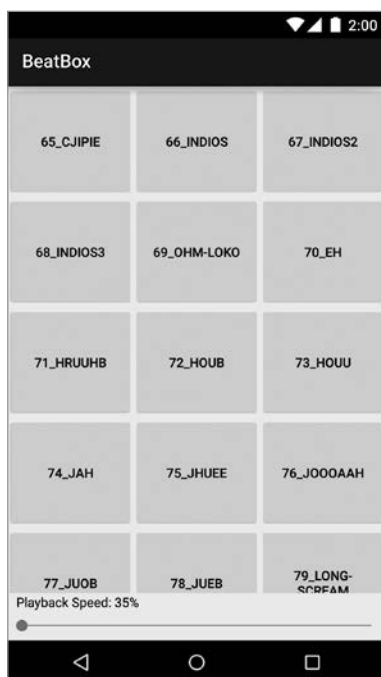 2:00
BeatBox
65_CJIPIE
66_INDIOS
67_INDIOS2
68_INDIOS3
69_OHM-LOKO
70_EH
71_HRUUHB
72_HOUB
73_HOUU
74_JAH
75_JHUEE
76_JOOOAAH
77_JUOB
78_JUEB
79_LONG-
SCREAM
Playback Speed: 35%